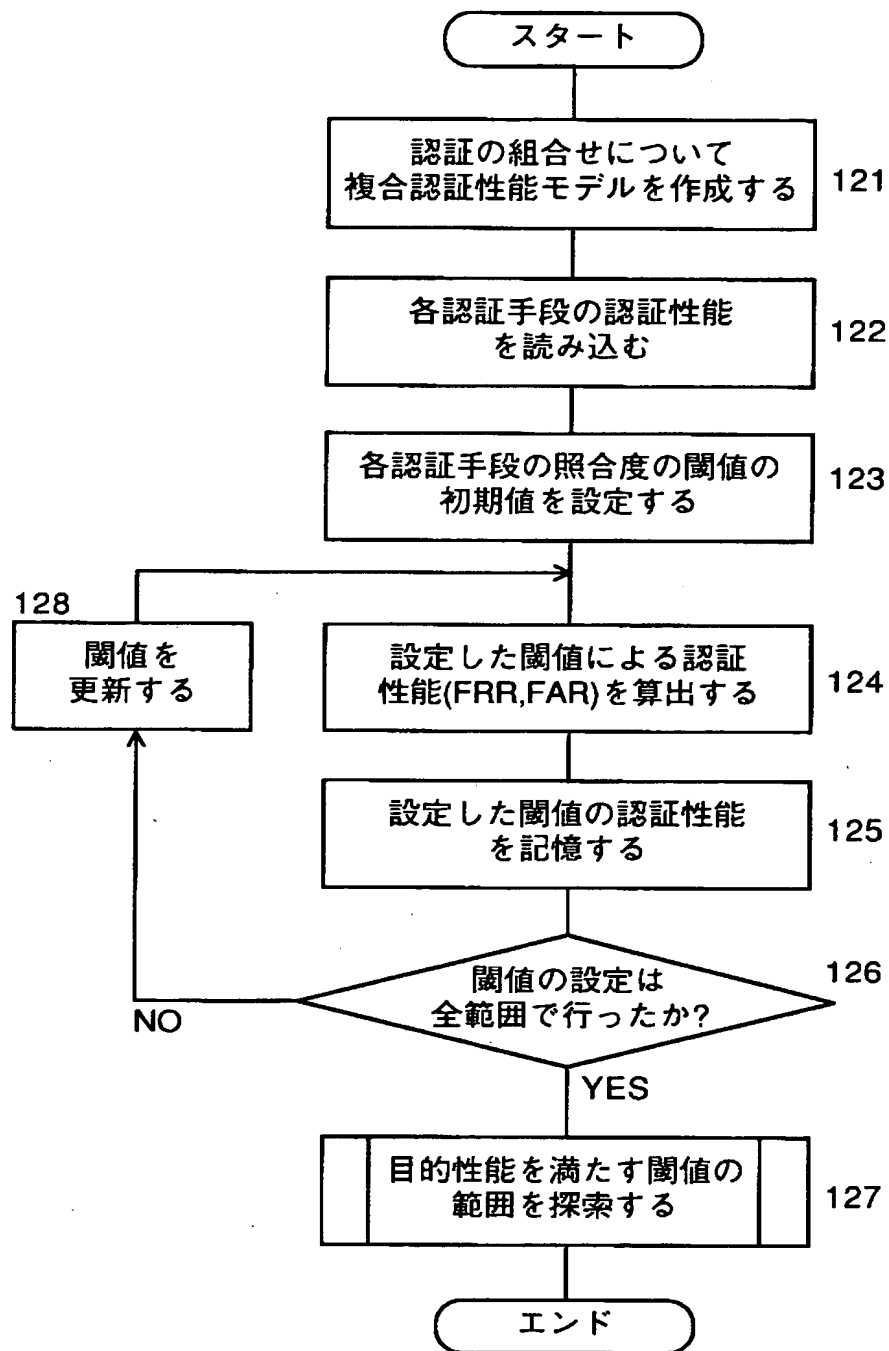 スタート
認証の組合せについて
複合認証性能モデルを作成する
121
各認証手段の認証性能
を読み込む
122
各認証手段の照合度の閾値の
初期値を設定する
123
128
閾値を
更新する
設定した閾値による認証
性能(FRR,FAR)を算出する
124
設定した閾値の認証性能
を記憶する
125
閾値の設定は
全範囲で行ったか?
126
NO
YES
目的性能を満たす閾値の
範囲を探索する
127
エンド